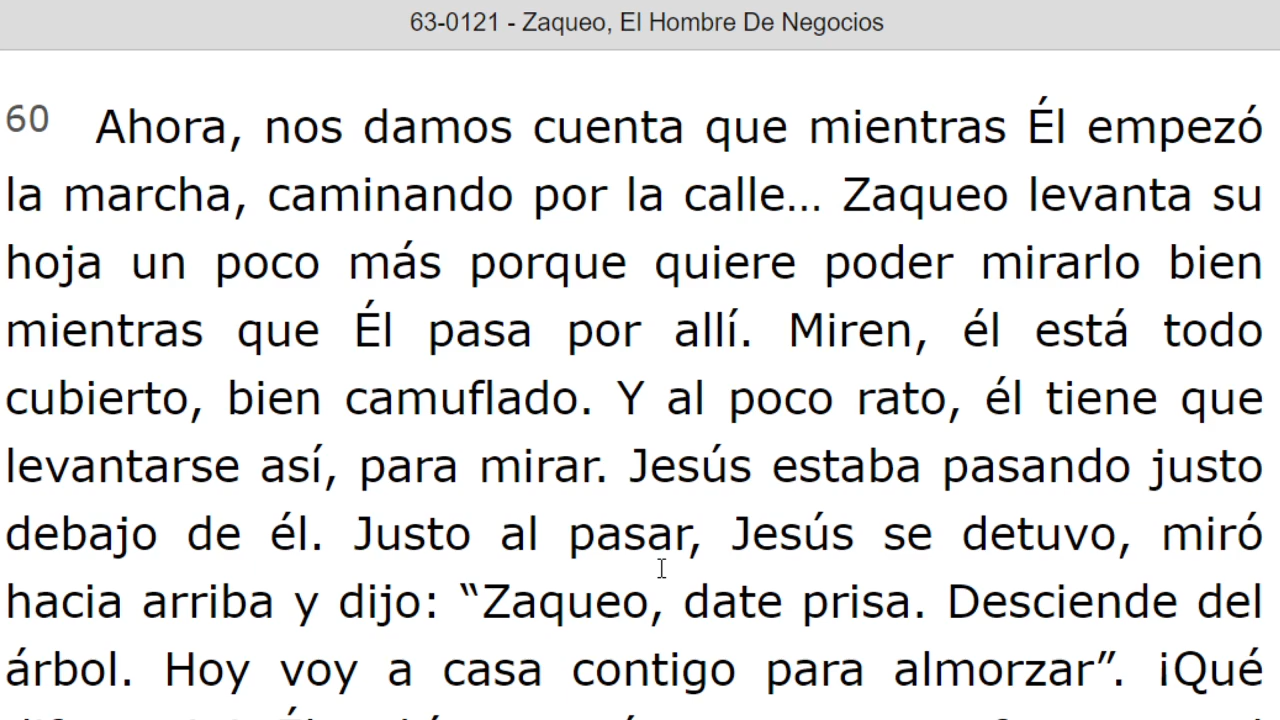 63-0121 - Zaqueo, El Hombre De Negocios
60 Ahora, nos damos cuenta que mientras Él empezó
la marcha, caminando por la calle… Zaqueo levanta su
hoja un poco más porque quiere poder mirarlo bien
mientras que Él pasa por allí. Miren, él está todo
cubierto, bien camuflado. Y al poco rato, él tiene que
levantarse así, para mirar. Jesús estaba pasando justo
debajo de él. Justo al pasar, Jesús se detuvo, miró
hacia arriba y dijo: “Zaqueo, date prisa. Desciende del
árbol. Hoy voy a casa contigo para almorzar”. ¡Qué